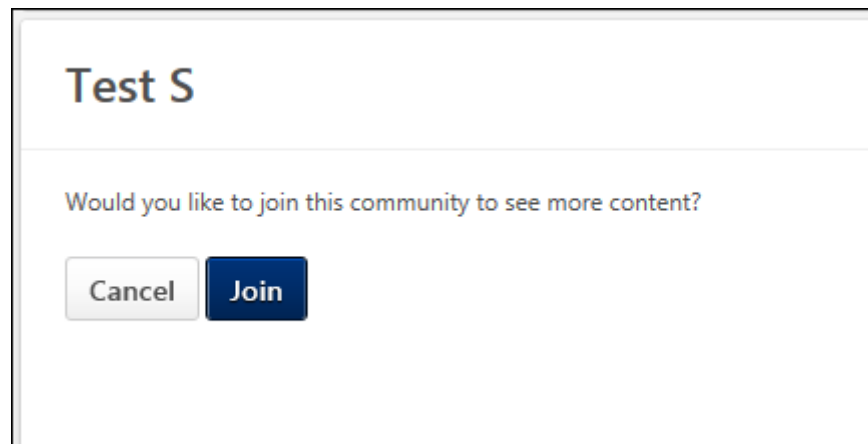 Test S
Would you like to join this community to see more content?
Cancel Join